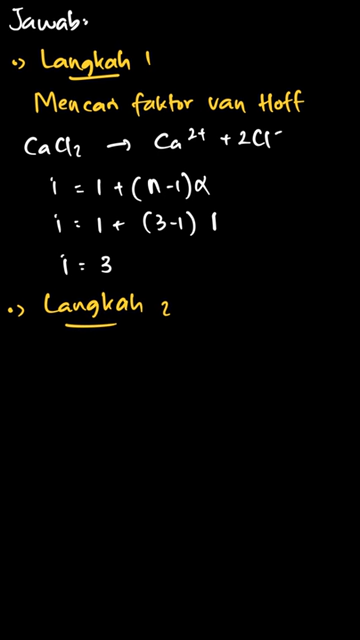 Jawab:
•> Langkah 1
Mencari faktor van Hoff
CaCl₂ → Ca²⁺ + 2Cl⁻
i = 1 + (n-1)α
i = 1 + (3-1) 1
i = 3
•> Langkah 2